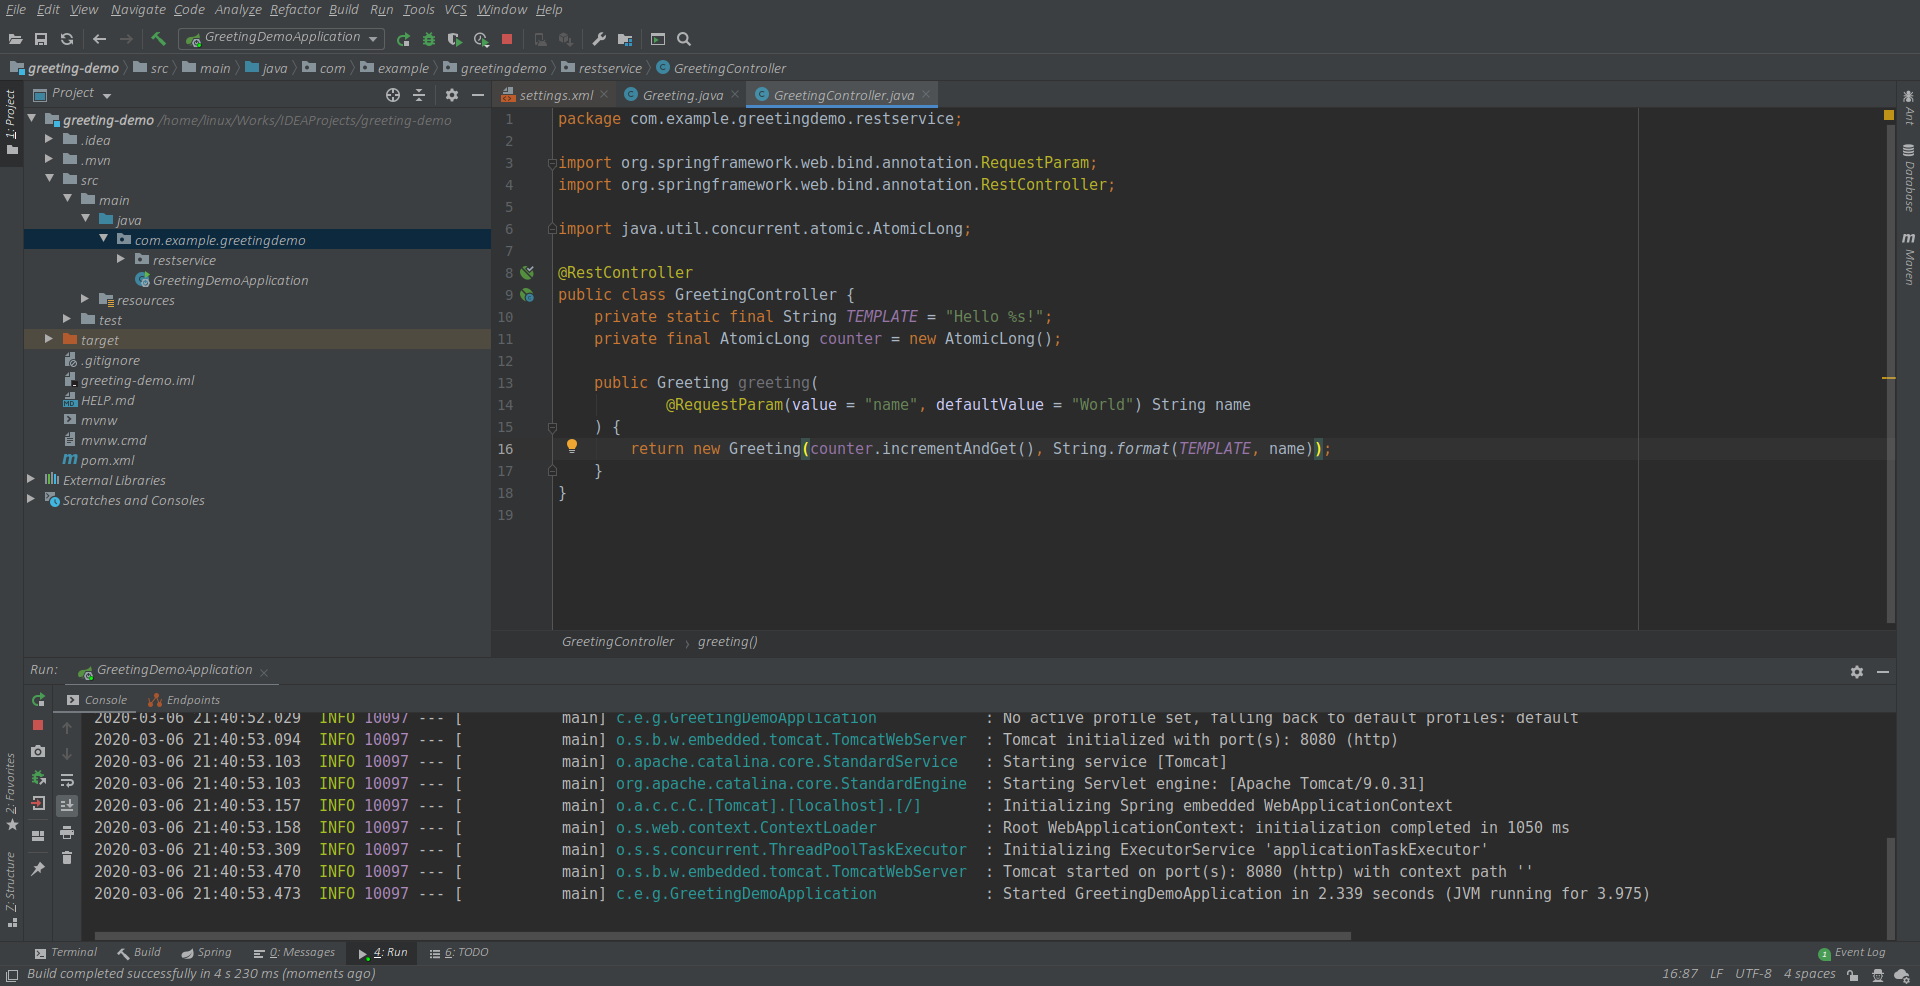 File Edit View Navigate Code Analyze Refactor Build Run Tools VCS Window Help
GreetingDemoApplication
greeting-demo src main java com example greetingdemo restservice GreetingController
1: Project
Project
greeting-demo /home/linux/Works/IDEAProjects/greeting-demo
.idea
.mvn
src
main
java
com.example.greetingdemo
restservice
GreetingDemoApplication
resources
test
target
.gitignore
greeting-demo.iml
HELP.md
mvnw
mvnw.cmd
pom.xml
External Libraries
Scratches and Consoles
settings.xml Greeting.java GreetingController.java
1 package com.example.greetingdemo.restservice;
2
3 import org.springframework.web.bind.annotation.RequestParam;
4 import org.springframework.web.bind.annotation.RestController;
5
6 import java.util.concurrent.atomic.AtomicLong;
7
8 @RestController
9 public class GreetingController {
10 private static final String TEMPLATE = "Hello %s!";
11 private final AtomicLong counter = new AtomicLong();
12
13 public Greeting greeting(
14 @RequestParam(value = "name", defaultValue = "World") String name
15 ) {
16 return new Greeting(counter.incrementAndGet(), String.format(TEMPLATE, name));
17 }
18 }
19
GreetingController › greeting()
Ant
Database
Maven
Run: GreetingDemoApplication
Console Endpoints
2020-03-06 21:40:52.029 INFO 10097 --- [ main] c.e.g.GreetingDemoApplication : No active profile set, falling back to default profiles: default
2020-03-06 21:40:53.094 INFO 10097 --- [ main] o.s.b.w.embedded.tomcat.TomcatWebServer : Tomcat initialized with port(s): 8080 (http)
2020-03-06 21:40:53.103 INFO 10097 --- [ main] o.apache.catalina.core.StandardService : Starting service [Tomcat]
2020-03-06 21:40:53.103 INFO 10097 --- [ main] org.apache.catalina.core.StandardEngine : Starting Servlet engine: [Apache Tomcat/9.0.31]
2020-03-06 21:40:53.157 INFO 10097 --- [ main] o.a.c.c.C.[Tomcat].[localhost].[/] : Initializing Spring embedded WebApplicationContext
2020-03-06 21:40:53.158 INFO 10097 --- [ main] o.s.web.context.ContextLoader : Root WebApplicationContext: initialization completed in 1050 ms
2020-03-06 21:40:53.309 INFO 10097 --- [ main] o.s.s.concurrent.ThreadPoolTaskExecutor : Initializing ExecutorService 'applicationTaskExecutor'
2020-03-06 21:40:53.470 INFO 10097 --- [ main] o.s.b.w.embedded.tomcat.TomcatWebServer : Tomcat started on port(s): 8080 (http) with context path ''
2020-03-06 21:40:53.473 INFO 10097 --- [ main] c.e.g.GreetingDemoApplication : Started GreetingDemoApplication in 2.339 seconds (JVM running for 3.975)
2: Favorites
Z: Structure
Terminal Build Spring 0: Messages 4: Run 6: TODO 1 Event Log
Build completed successfully in 4 s 230 ms (moments ago) 16:87 LF UTF-8 4 spaces